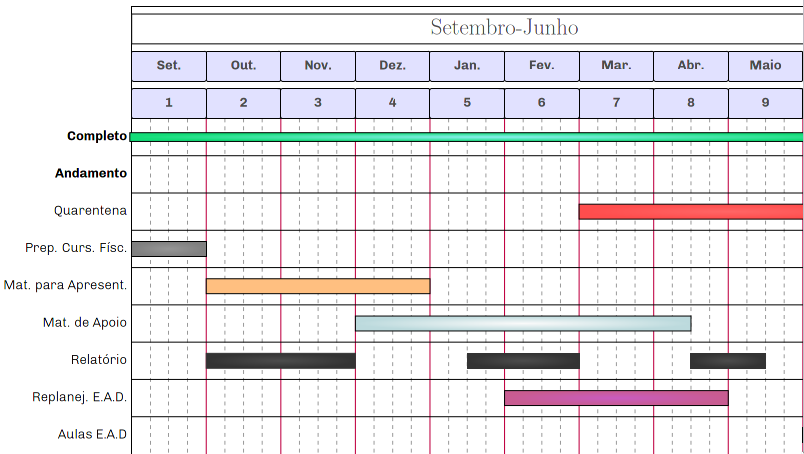 Setembro-Junho
Set. Out. Nov. Dez. Jan. Fev. Mar. Abr. Maio
1 2 3 4 5 6 7 8 9
Completo
Andamento
Quarentena
Prep. Curs. Físc.
Mat. para Apresent.
Mat. de Apoio
Relatório
Replanej. E.A.D.
Aulas E.A.D